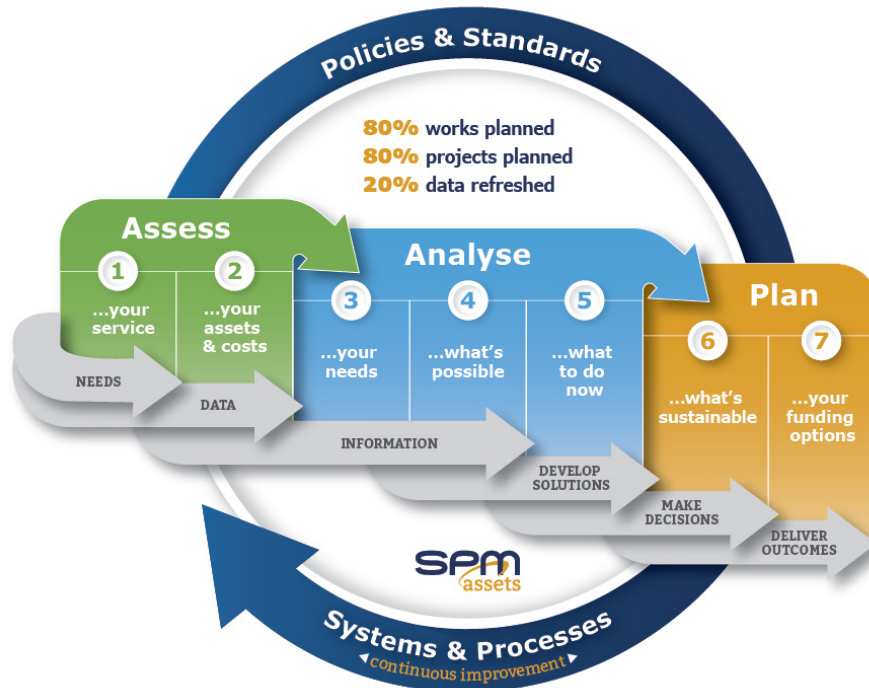 Policies & Standards
80% works planned
80% projects planned
20% data refreshed
Assess
1
...your
service
2
...your
assets
& costs
Analyse
3
...your
needs
4
...what's
possible
5
...what
to do
now
Plan
6
...what's
sustainable
7
...your
funding
options
NEEDS
DATA
INFORMATION
DEVELOP
SOLUTIONS
MAKE
DECISIONS
DELIVER
OUTCOMES
SPM
assets
Systems & Processes
continuous improvement